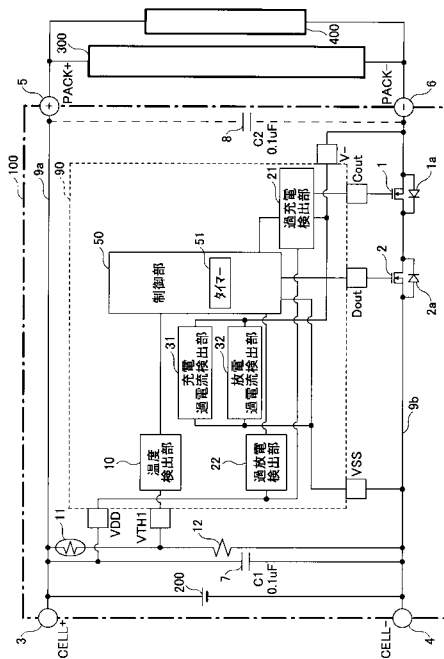 100
3
CELL+
9a
5
PACK+
300
400
90
50
制御部
51
タイマー
8
C2
0.1uF
11
VDD
VTH1
10
温度
検出部
31
充電
過電流検出部
32
放電
過電流検出部
21
過充電
検出部
22
過放電
検出部
200
7
C1
0.1uF
12
VSS
Dout
Cout
V-
4
CELL-
9b
2
2a
1
1a
6
PACK-